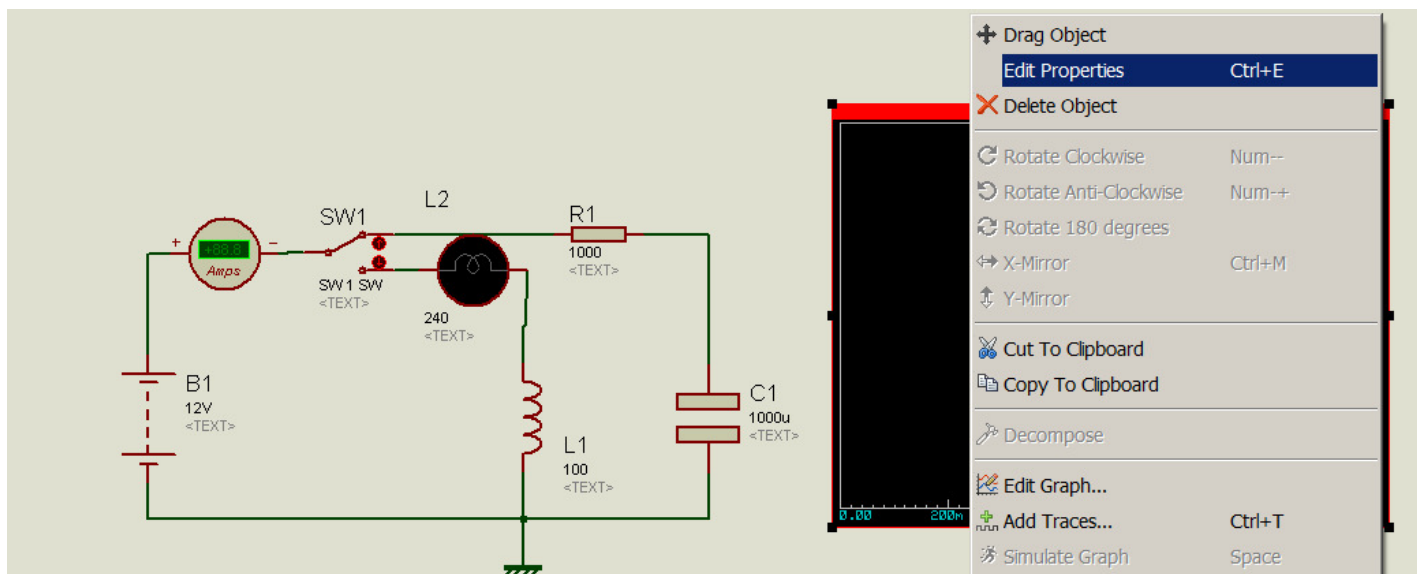 L2
SW1
SW1 SW
<TEXT>
+88.8
Amps
+
-
240
<TEXT>
R1
1000
<TEXT>
B1
12V
<TEXT>
L1
100
<TEXT>
C1
1000u
<TEXT>
0.00 200m
Drag Object
Edit Properties Ctrl+E
Delete Object
Rotate Clockwise Num--
Rotate Anti-Clockwise Num-+
Rotate 180 degrees
X-Mirror Ctrl+M
Y-Mirror
Cut To Clipboard
Copy To Clipboard
Decompose
Edit Graph...
Add Traces... Ctrl+T
Simulate Graph Space